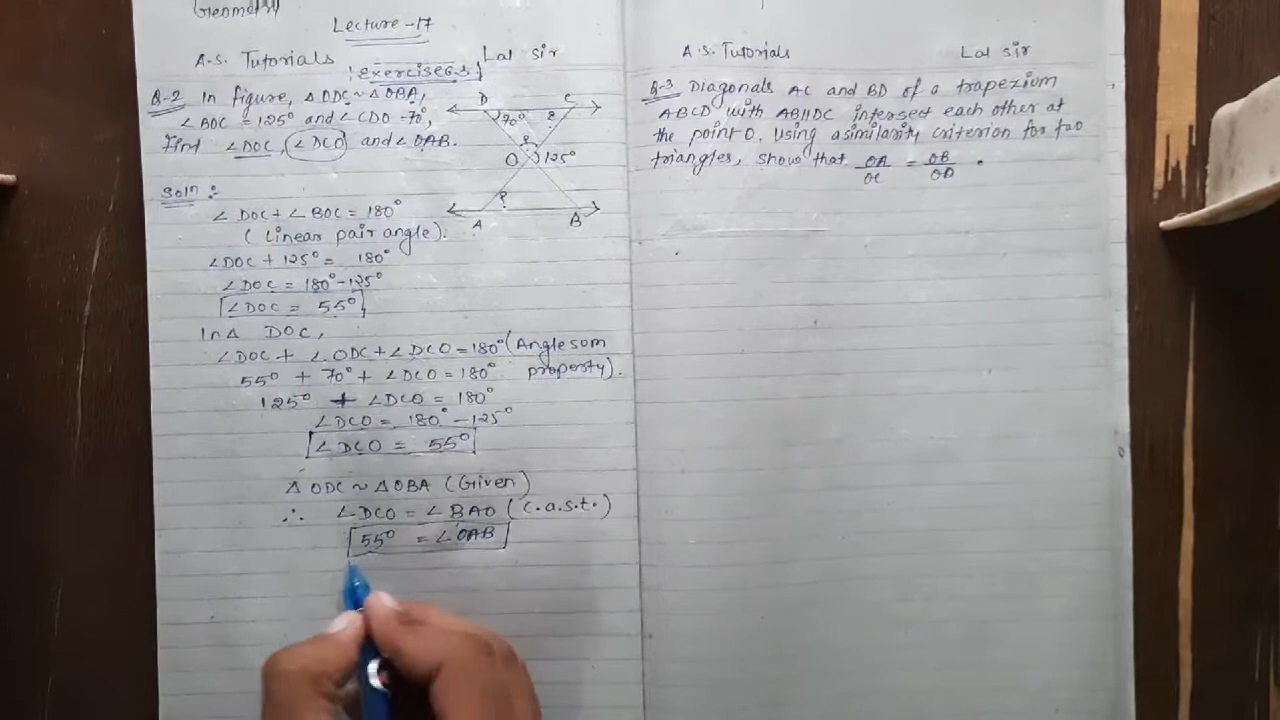 Geometry
Lecture -17
A.S. Tutorials Lal sir
exercises
Q-2 In figure, Δ ODC ~ Δ OBA,
∠ BOC = 125° and ∠ CDO = 70°,
Find ∠ DOC, ∠ DCO and ∠ OAB.
D C
70° ?
?
O 125°
?
A B
Soln :-
∠ DOC + ∠ BOC = 180°
(Linear pair angle).
∠DOC + 125° = 180°
∠DOC = 180° - 125°
∠DOC = 55°
In Δ DOC,
∠DOC + ∠ODC + ∠DCO = 180° (Angle som
property).
55° + 70° + ∠DCO = 180°
125° + ∠DCO = 180°
∠DCO = 180° - 125°
∠DCO = 55°
Δ ODC ~ Δ OBA (Given)
∴ ∠DCO = ∠BAO (C.a.s.t.)
55° = ∠OAB
A.S. Tutorials Lal sir
Q-3 Diagonals AC and BD of a trapezium
ABCD with AB||DC intersect each other at
the point O. Using a similarity criterion for two
triangles, show that OA/OC = OB/OD .